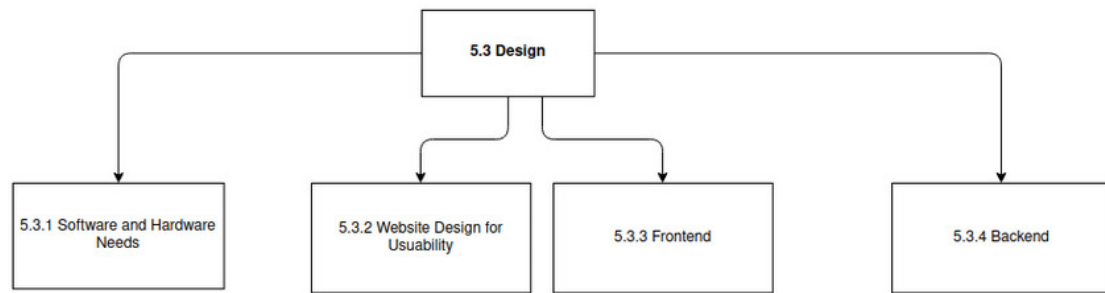 5.3 Design
5.3.1 Software and Hardware
Needs
5.3.2 Website Design for
Usuability
5.3.3 Frontend
5.3.4 Backend